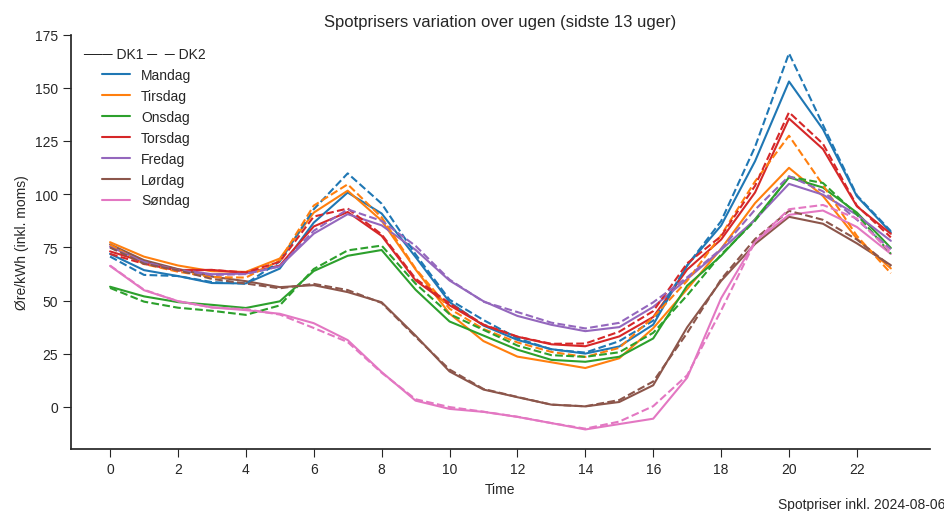 Spotprisers variation over ugen (sidste 13 uger)
175
150
125
100
75
50
25
0
Øre/kWh (inkl. moms)
DK1 DK2
Mandag
Tirsdag
Onsdag
Torsdag
Fredag
Lørdag
Søndag
0 2 4 6 8 10 12 14 16 18 20 22
Time
Spotpriser inkl. 2024-08-06